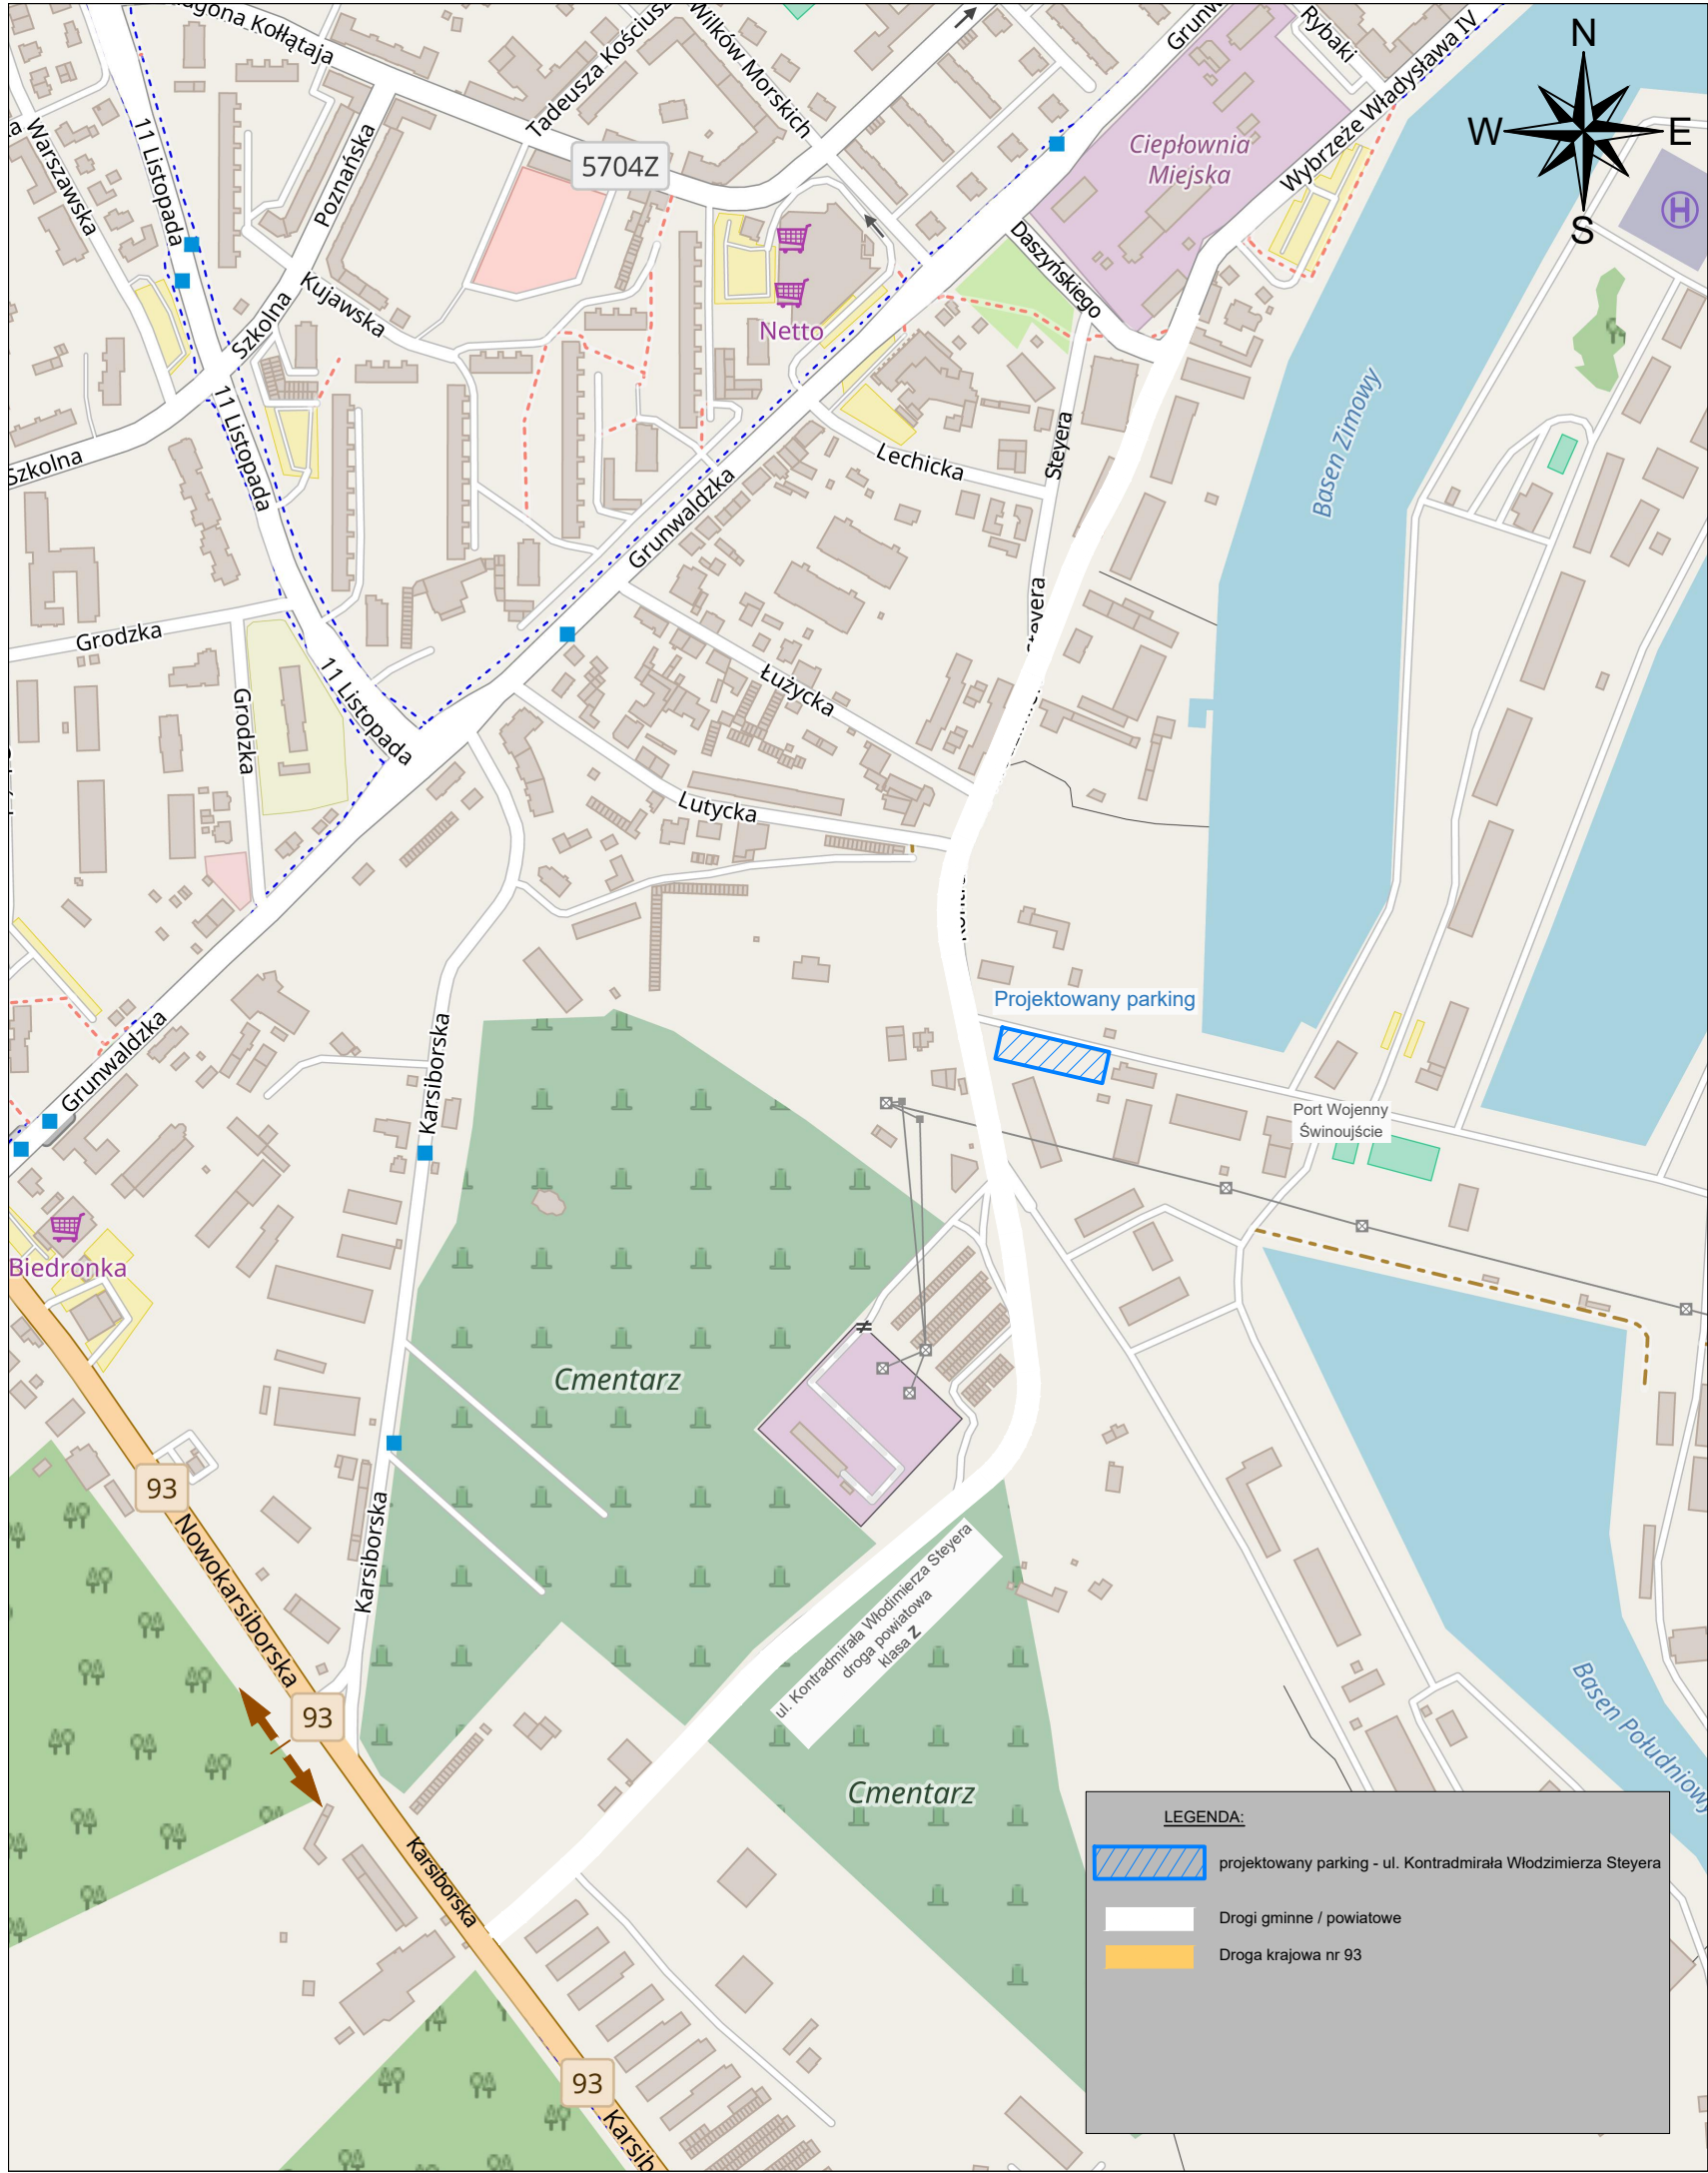 Kołłątaja
Tadeusza Kościusz
Wilków Morskich
Grunw
Rybaki
Wybrzeże Władysława IV
N
W
E
S
H
Warszawska
11 Listopada
Poznańska
5704Z
Ciepłownia
Miejska
Daszyńskiego
Kujawska
Szkolna
Netto
Szkolna
11 Listopada
Lechicka
Steyera
Basen Zimowy
Grunwaldzka
Grodzka
Grodzka
11 Listopada
Łużycka
Lutycka
Projektowany parking
Grunwaldzka
Karsiborska
Port Wojenny
Świnoujście
Biedronka
Cmentarz
93
Nowokarsiborska
Karsiborska
ul. Kontradmirała Włodimierza Steyera
droga powiatowa
klasa Z
93
Basen Południowy
Cmentarz
Karsiborska
93
Karsib
LEGENDA:
projektowany parking - ul. Kontradmirała Włodzimierza Steyera
Drogi gminne / powiatowe
Droga krajowa nr 93